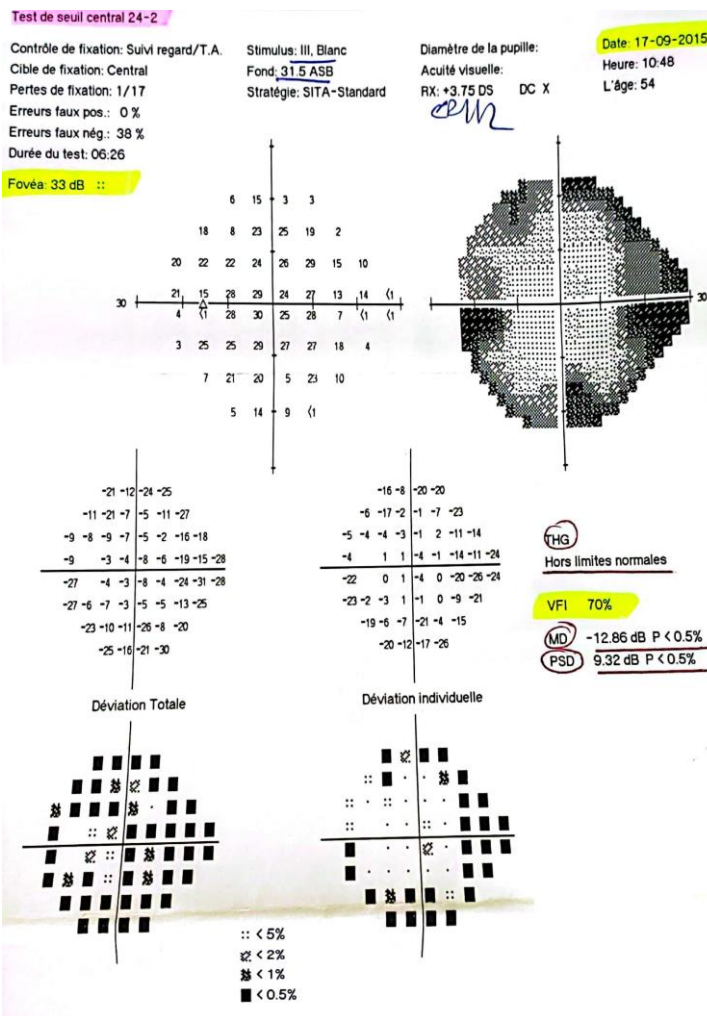 Test de seuil central 24-2
Contrôle de fixation: Suivi regard/T.A.
Cible de fixation: Central
Pertes de fixation: 1/17
Erreurs faux pos.: 0 %
Erreurs faux nég.: 38 %
Durée du test: 06:26
Fovéa: 33 dB ::
Stimulus: III, Blanc
Fond: 31.5 ASB
Stratégie: SITA-Standard
Diamètre de la pupille:
Acuité visuelle:
RX: +3.75 DS DC X
Date: 17-09-2015
Heure: 10:48
L'âge: 54
6 15 3 3
18 8 23 25 19 2
20 22 22 24 26 29 15 10
30 21 15 28 29 24 27 13 14 <1
4 <1 28 30 25 28 7 <1 <1
3 25 25 29 27 27 18 4
7 21 20 5 23 10
5 14 9 <1
30
-21 -12 -24 -25
-11 -21 -7 -5 -11 -27
-9 -8 -9 -7 -5 -2 -16 -18
-9 -3 -4 -8 -6 -19 -15 -28
-27 -4 -3 -8 -4 -24 -31 -28
-27 -6 -7 -3 -5 -5 -13 -25
-23 -10 -11 -26 -8 -20
-25 -16 -21 -30
Déviation Totale
-16 -8 -20 -20
-6 -17 -2 -1 -7 -23
-5 -4 -4 -3 -1 2 -11 -14
-4 1 1 -4 -1 -14 -11 -24
-22 0 1 -4 0 -20 -26 -24
-23 -2 -3 1 -1 0 -9 -21
-19 -6 -7 -21 -4 -15
-20 -12 -17 -26
Déviation individuelle
THG
Hors limites normales
VFI 70%
MD -12.86 dB P < 0.5%
PSD 9.32 dB P < 0.5%
:: < 5%
< 2%
< 1%
■ < 0.5%